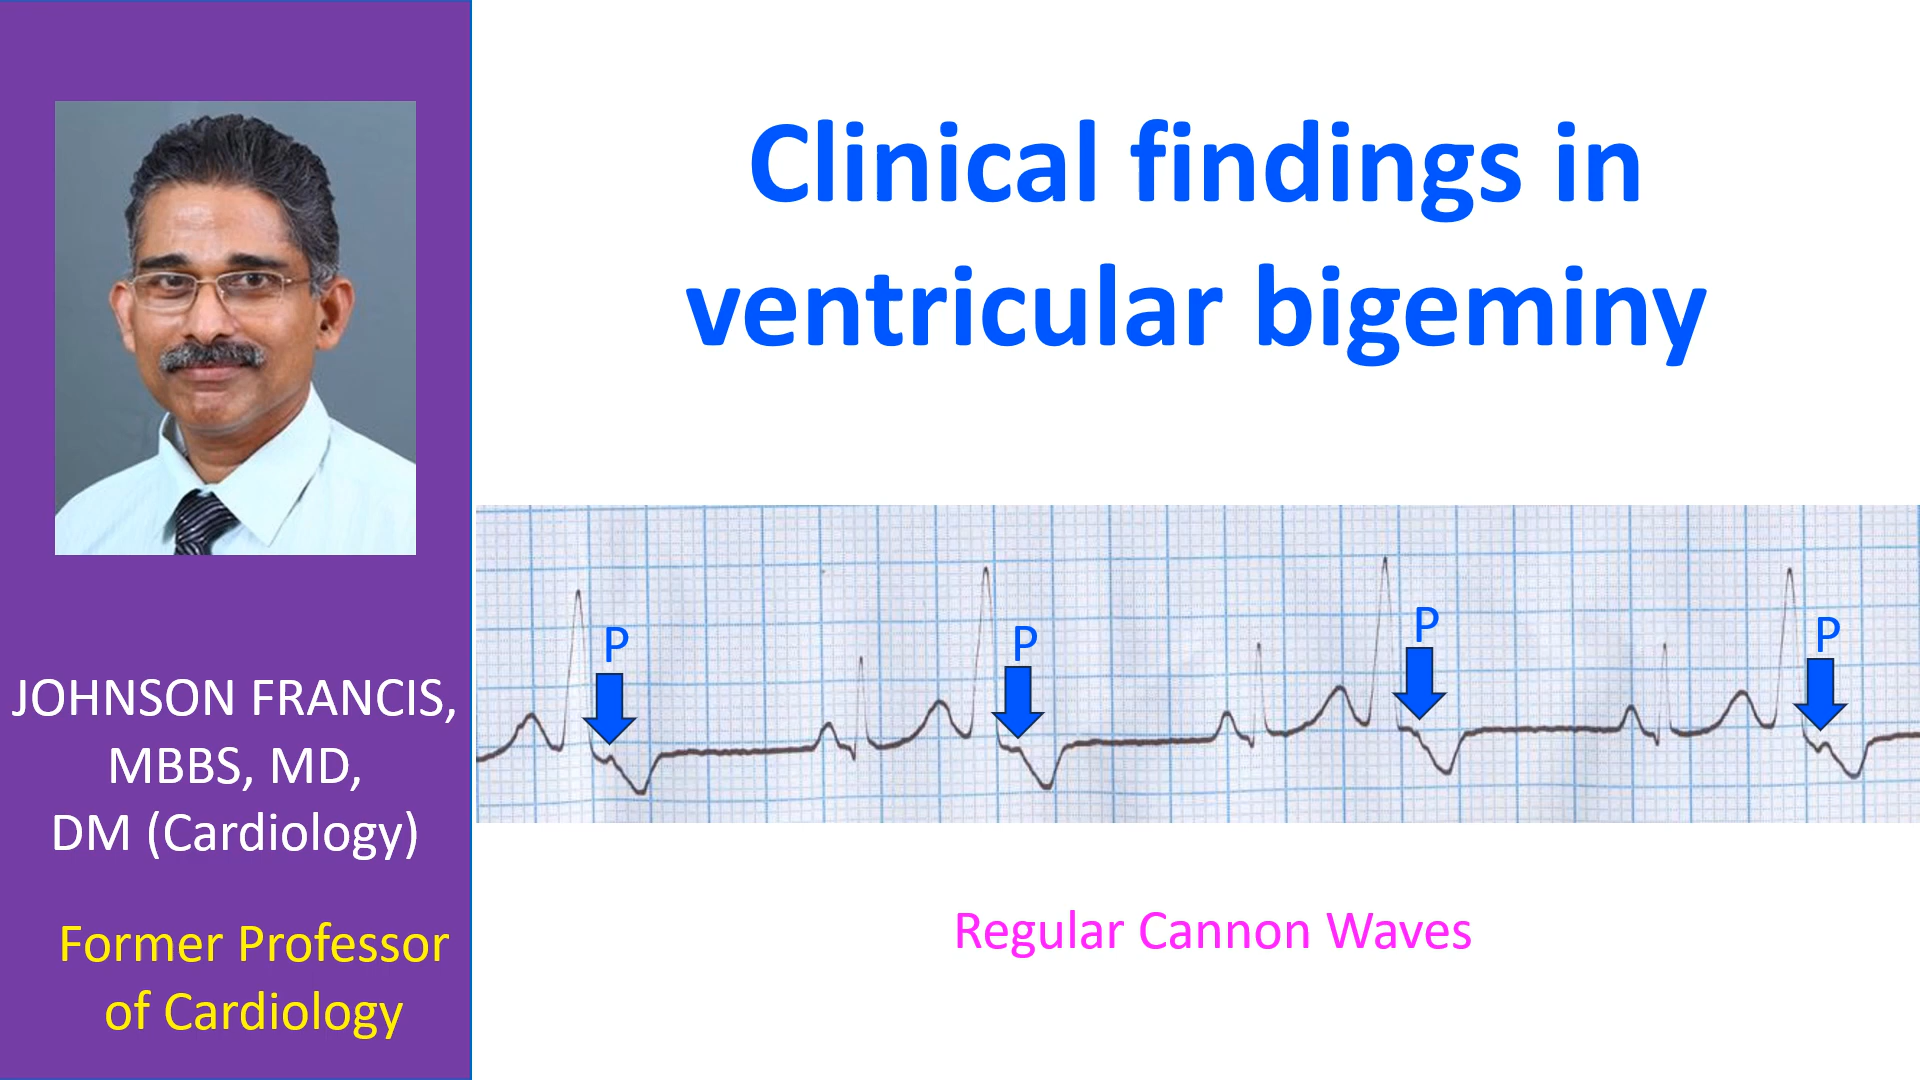 JOHNSON FRANCIS,
MBBS, MD,
DM (Cardiology)
Former Professor
of Cardiology
Clinical findings in
ventricular bigeminy
P
P
P
P
Regular Cannon Waves